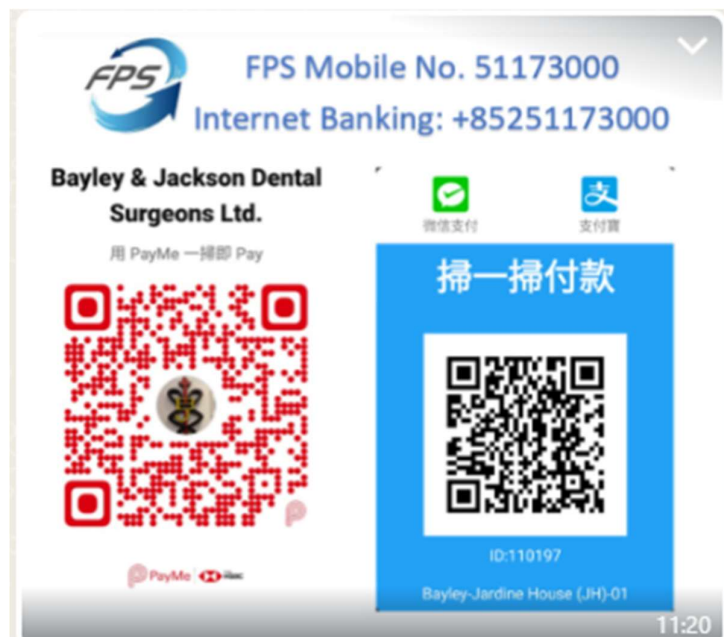 FPS
FPS Mobile No. 51173000
Internet Banking: +85251173000
Bayley & Jackson Dental
Surgeons Ltd.
用 PayMe 一掃即 Pay
PayMe
微信支付
支付寶
掃一掃付款
ID:110197
Bayley-Jardine House (JH)-01
11:20